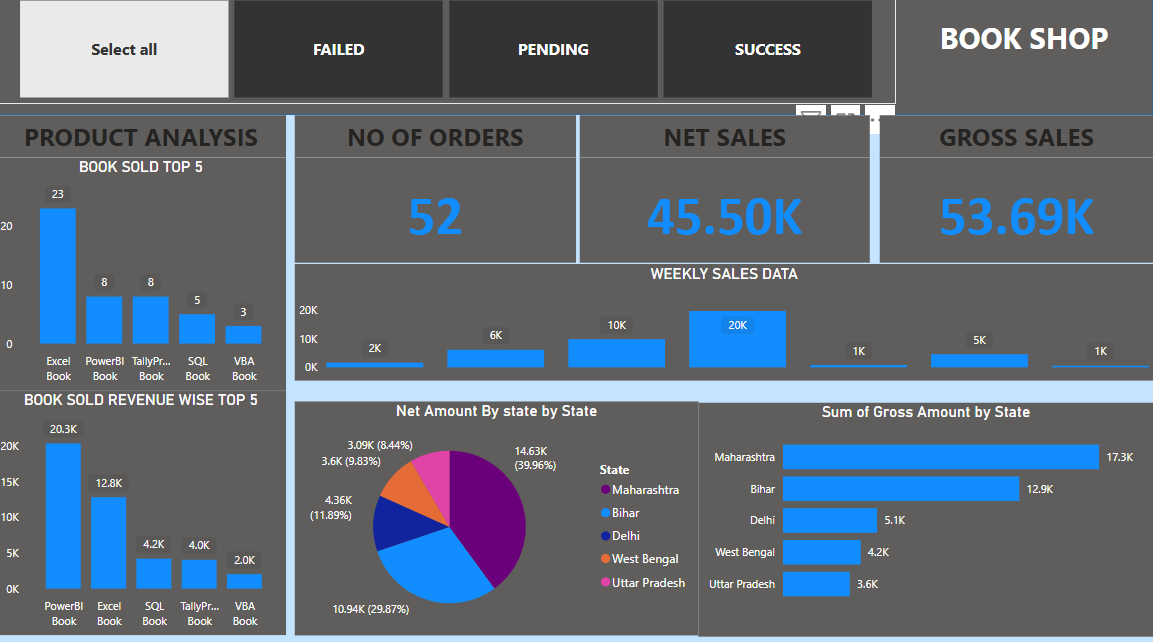 Select all
FAILED
PENDING
SUCCESS
BOOK SHOP
PRODUCT ANALYSIS
NO OF ORDERS
NET SALES
GROSS SALES
BOOK SOLD TOP 5
23
8
8
5
3
20
10
0
Excel Book
PowerBI Book
TallyPr... Book
SQL Book
VBA Book
52
45.50K
53.69K
WEEKLY SALES DATA
20K
10K
0K
2K
6K
10K
20K
1K
5K
1K
BOOK SOLD REVENUE WISE TOP 5
20.3K
12.8K
4.2K
4.0K
2.0K
20K
15K
10K
5K
0K
PowerBI Book
Excel Book
SQL Book
TallyPr... Book
VBA Book
Net Amount By state by State
3.09K (8.44%)
3.6K (9.83%)
4.36K
(11.89%)
14.63K
(39.96%)
10.94K (29.87%)
State
Maharashtra
Bihar
Delhi
West Bengal
Uttar Pradesh
Sum of Gross Amount by State
Maharashtra 17.3K
Bihar 12.9K
Delhi 5.1K
West Bengal 4.2K
Uttar Pradesh 3.6K